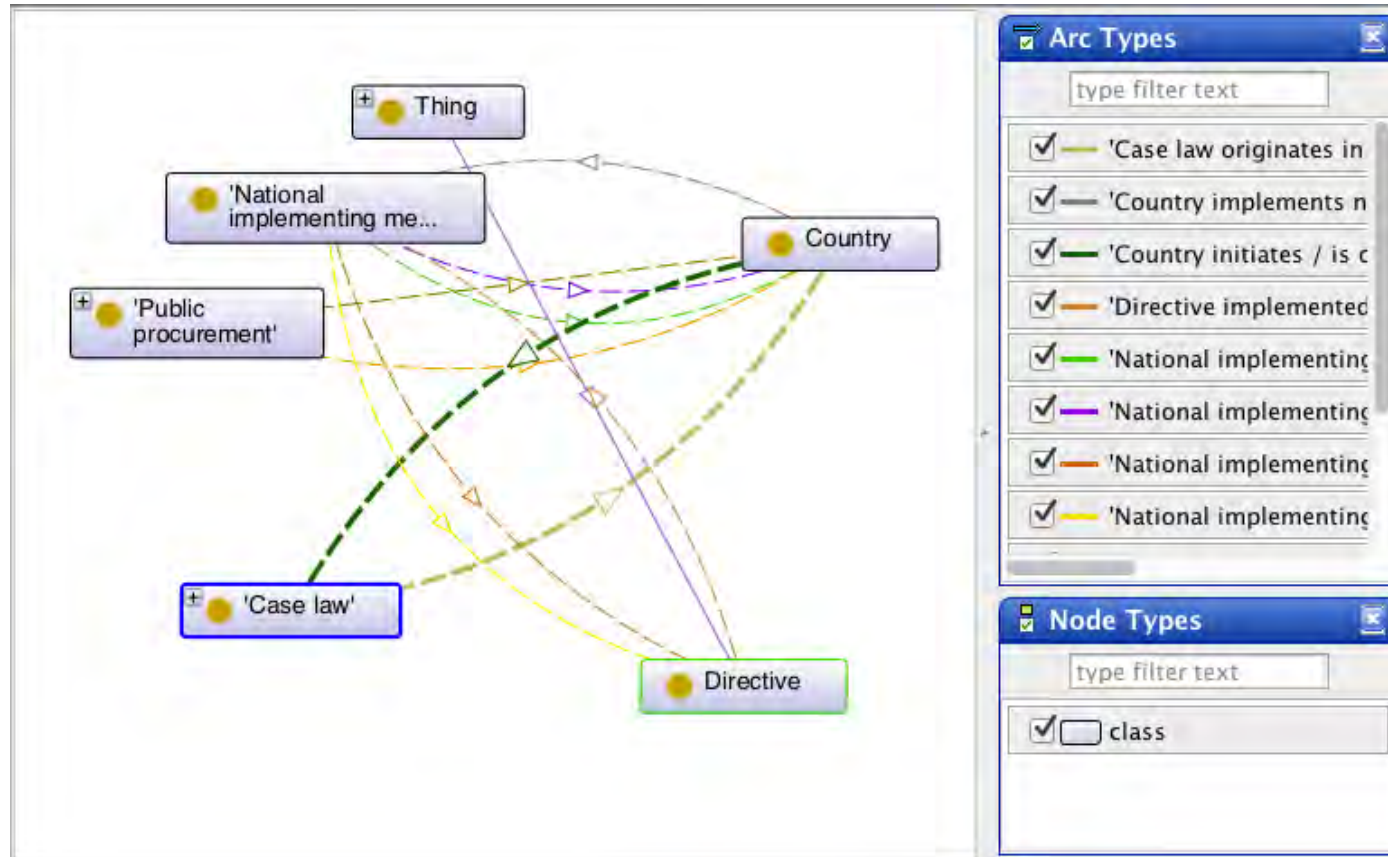 Thing
'National
implementing me...
Country
'Public
procurement'
'Case law'
Directive
Arc Types
type filter text
'Case law originates in
'Country implements n
'Country initiates / is c
'Directive implemented
'National implementing
'National implementing
'National implementing
'National implementing
Node Types
type filter text
class